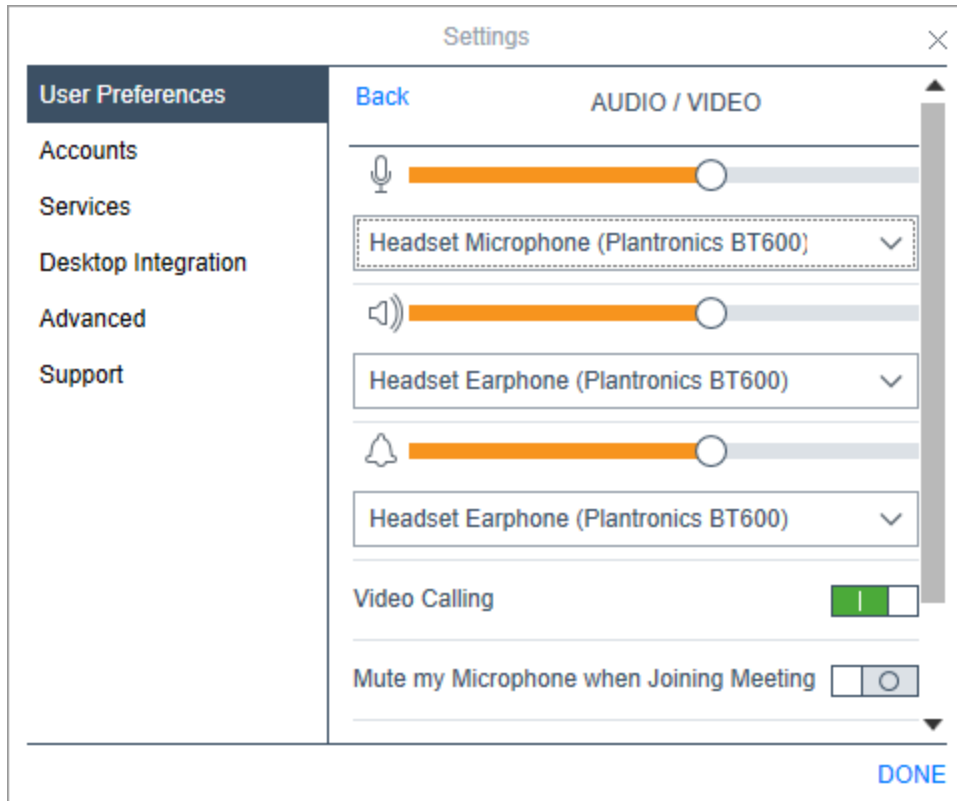 Settings
User Preferences
Accounts
Services
Desktop Integration
Advanced
Support
Back
AUDIO / VIDEO
Headset Microphone (Plantronics BT600)
Headset Earphone (Plantronics BT600)
Headset Earphone (Plantronics BT600)
Video Calling
Mute my Microphone when Joining Meeting
DONE